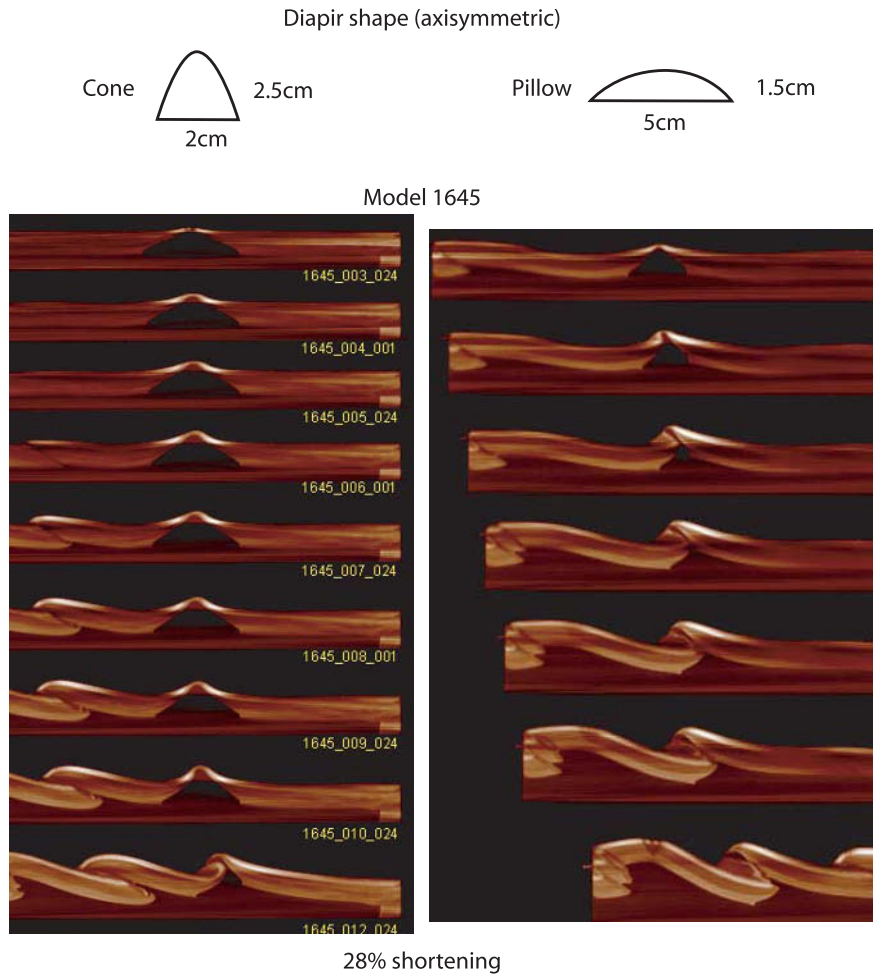 Diapir shape (axisymmetric)
Cone
2.5cm
2cm
Pillow
1.5cm
5cm
Model 1645
1645_003_024
1645_004_001
1645_005_024
1645_006_001
1645_007_024
1645_008_001
1645_009_024
1645_010_024
1645_012_024
28% shortening